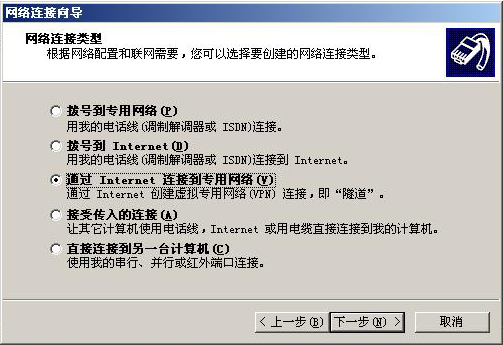 网络连接向导
网络连接类型
根据网络配置和联网需要，您可以选择要创建的网络连接类型。
拨号到专用网络(P)
用我的电话线(调制解调器或 ISDN)连接。
拨号到 Internet(D)
用我的电话线(调制解调器或 ISDN)连接到 Internet。
通过 Internet 连接到专用网络(V)
通过 Internet 创建虚拟专用网络(VPN) 连接，即“隧道”。
接受传入的连接(A)
让其它计算机使用电话线，Internet 或用电缆直接连接到我的计算机。
直接连接到另一台计算机(C)
使用我的串行、并行或红外端口连接。
< 上一步(B) 下一步(N) > 取消